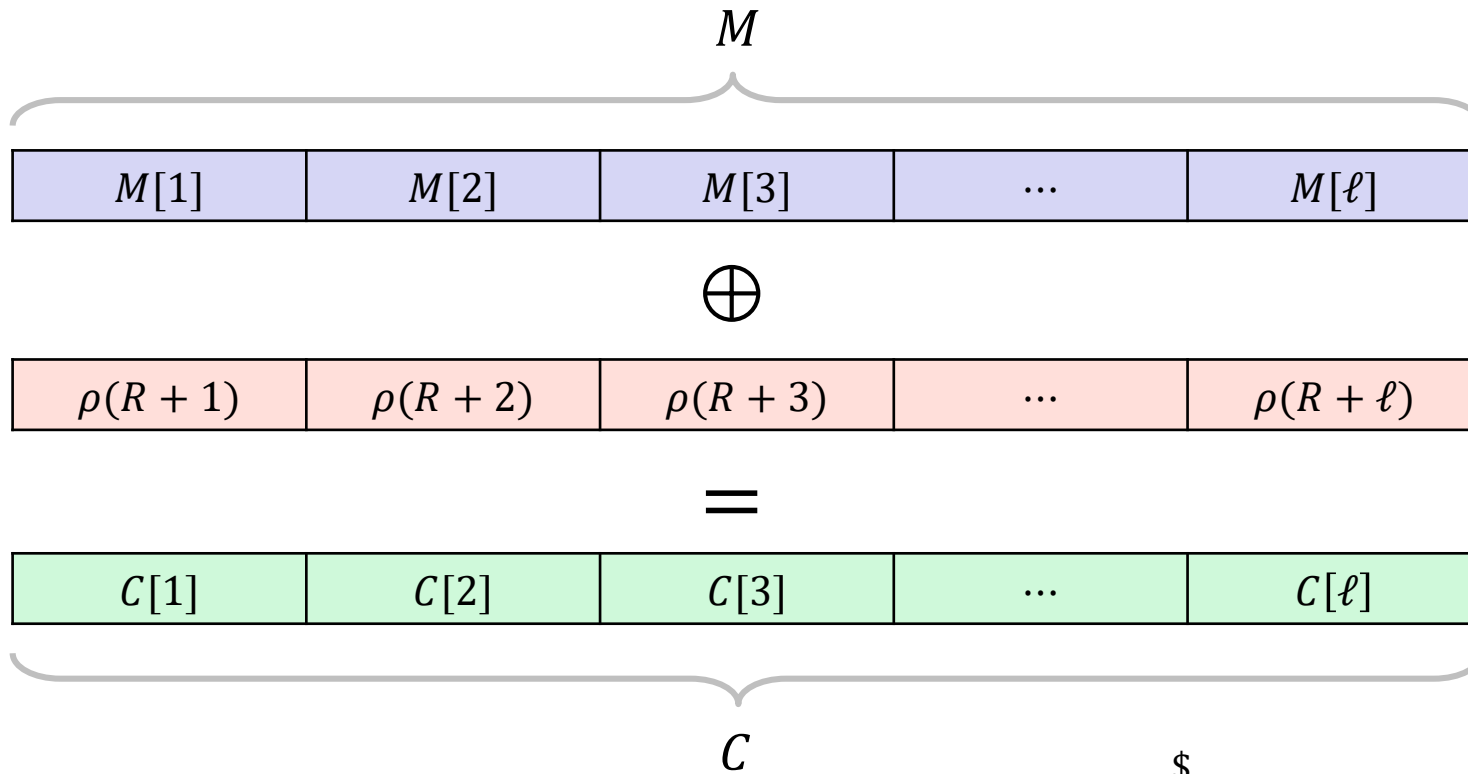 M
M[1] M[2] M[3] ⋯ M[ℓ]
⊕
ρ(R + 1) ρ(R + 2) ρ(R + 3) ⋯ ρ(R + ℓ)
=
C[1] C[2] C[3] ⋯ C[ℓ]
C
$